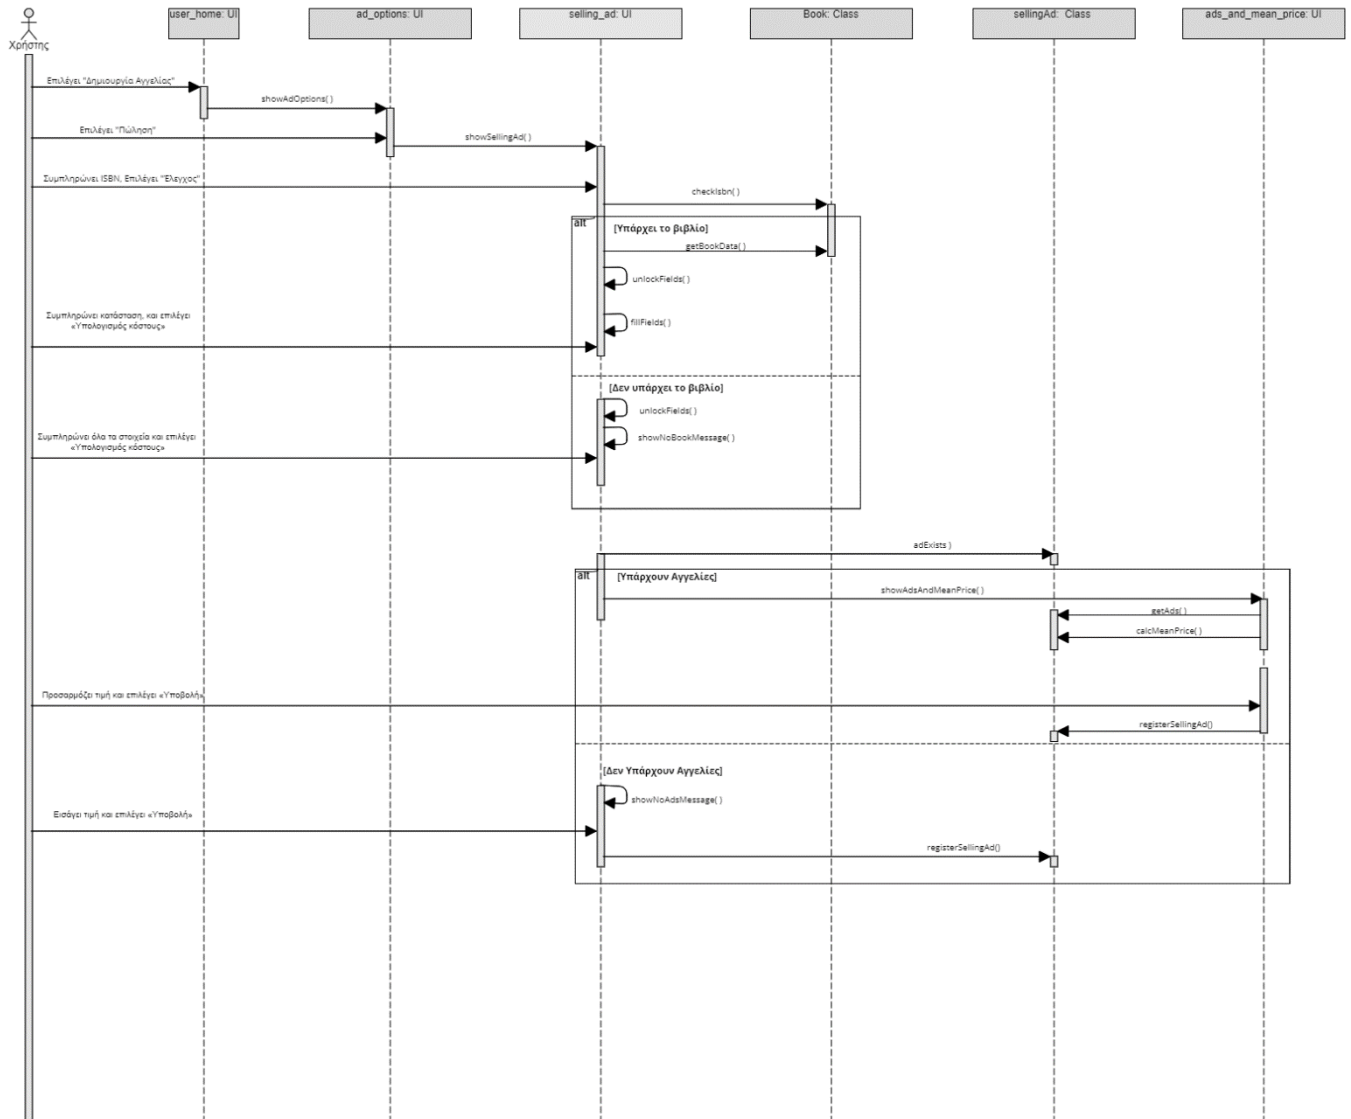 user_home: UI
ad_options: UI
selling_ad: UI
Book: Class
sellingAd: Class
ads_and_mean_price: UI
Χρήστης
Επιλέγει "Δημιουργία Αγγελίας"
showAdOptions( )
Επιλέγει "Πώληση"
showSellingAd( )
Συμπληρώνει ISBN, Επιλέγει "Έλεγχος"
checkIsbn( )
alt
[Υπάρχει το βιβλίο]
getBookData( )
unlockFields( )
Συμπληρώνει κατάσταση, και επιλέγει
«Υπολογισμός κόστους»
fillFields( )
[Δεν υπάρχει το βιβλίο]
unlockFields( )
Συμπληρώνει όλα τα στοιχεία και επιλέγει
«Υπολογισμός κόστους»
showNoBookMessage( )
adExists )
alt
[Υπάρχουν Αγγελίες]
showAdsAndMeanPrice( )
getAds( )
calcMeanPrice( )
Προσαρμόζει τιμή και επιλέγει «Υποβολή»
registerSellingAd()
[Δεν Υπάρχουν Αγγελίες]
showNoAdsMessage( )
Εισάγει τιμή και επιλέγει «Υποβολή»
registerSellingAd()